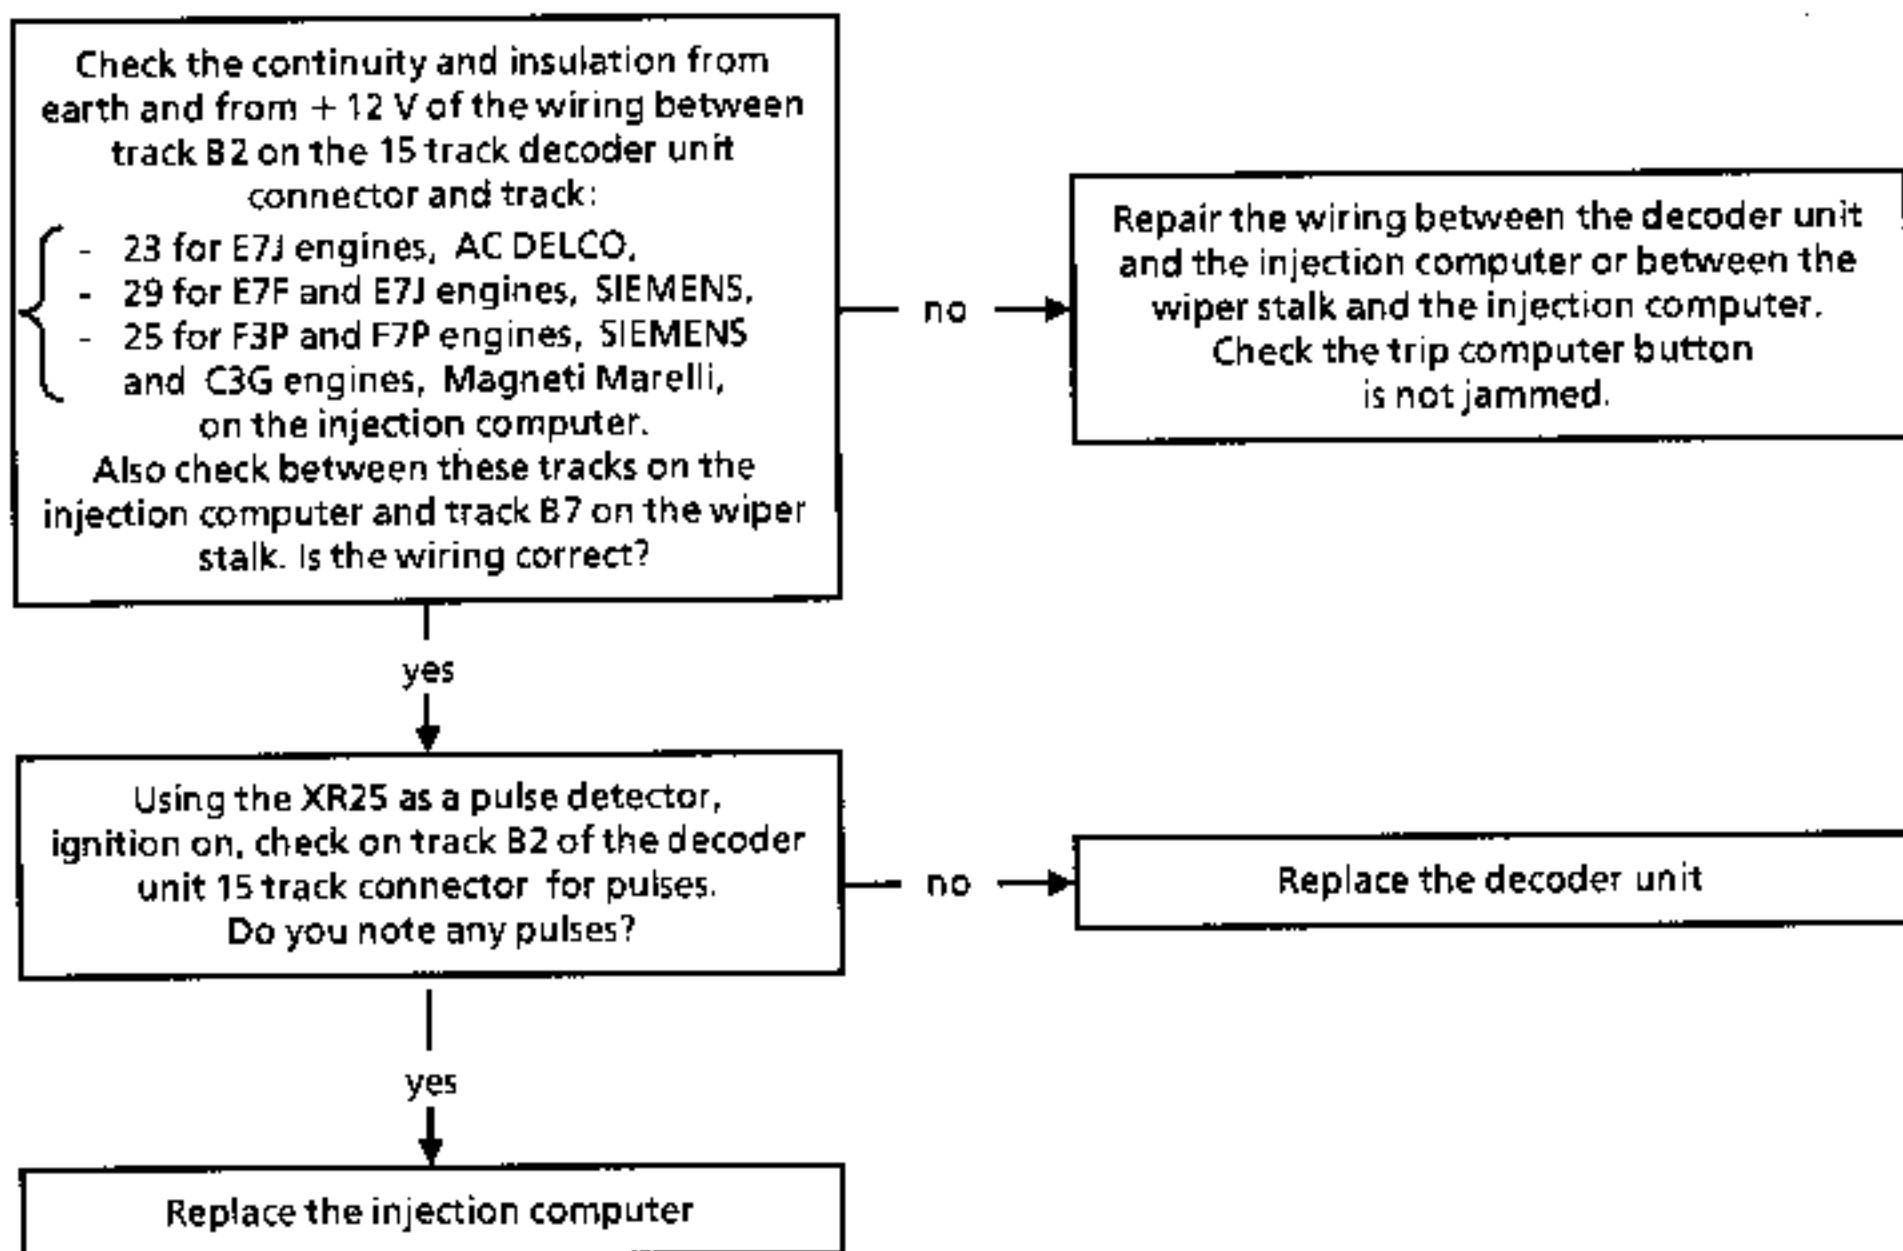 Check the continuity and insulation from
earth and from + 12 V of the wiring between
track B2 on the 15 track decoder unit
connector and track:
- 23 for E7J engines, AC DELCO,
- 29 for E7F and E7J engines, SIEMENS,
- 25 for F3P and F7P engines, SIEMENS
and C3G engines, Magneti Marelli,
on the injection computer.
Also check between these tracks on the
injection computer and track B7 on the wiper
stalk. Is the wiring correct?
no
Repair the wiring between the decoder unit
and the injection computer or between the
wiper stalk and the injection computer.
Check the trip computer button
is not jammed.
yes
Using the XR25 as a pulse detector,
ignition on, check on track B2 of the decoder
unit 15 track connector for pulses.
Do you note any pulses?
no
Replace the decoder unit
yes
Replace the injection computer